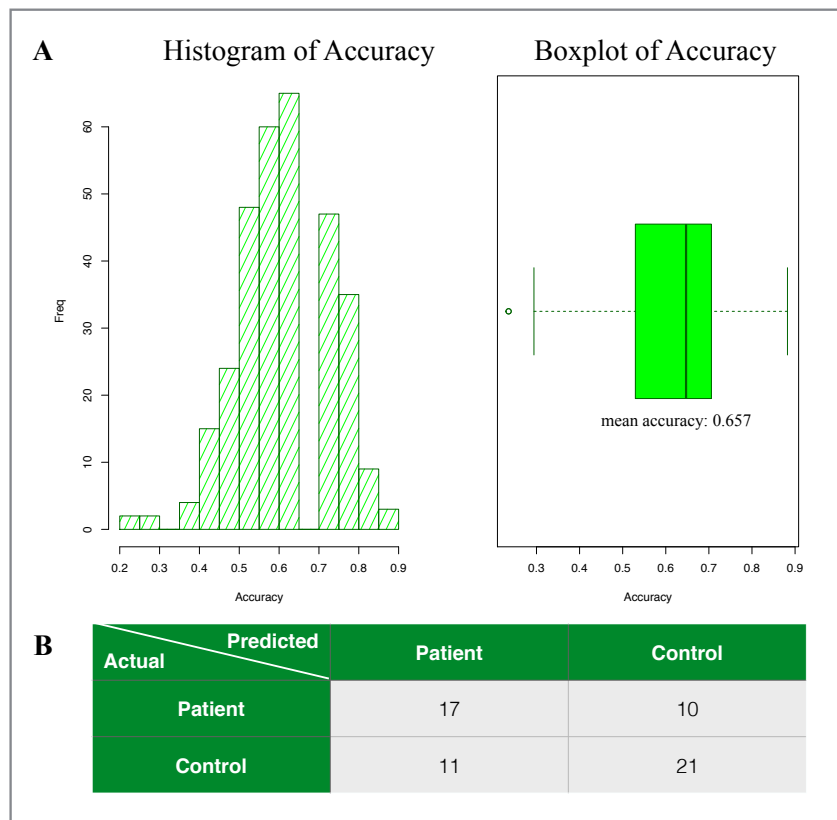 A
Histogram of Accuracy
Freq
0 10 20 30 40 50 60
0.2 0.3 0.4 0.5 0.6 0.7 0.8 0.9
Accuracy
Boxplot of Accuracy
mean accuracy: 0.657
0.3 0.4 0.5 0.6 0.7 0.8 0.9
Accuracy
B
Predicted
Actual
Patient Control
Patient 17 10
Control 11 21